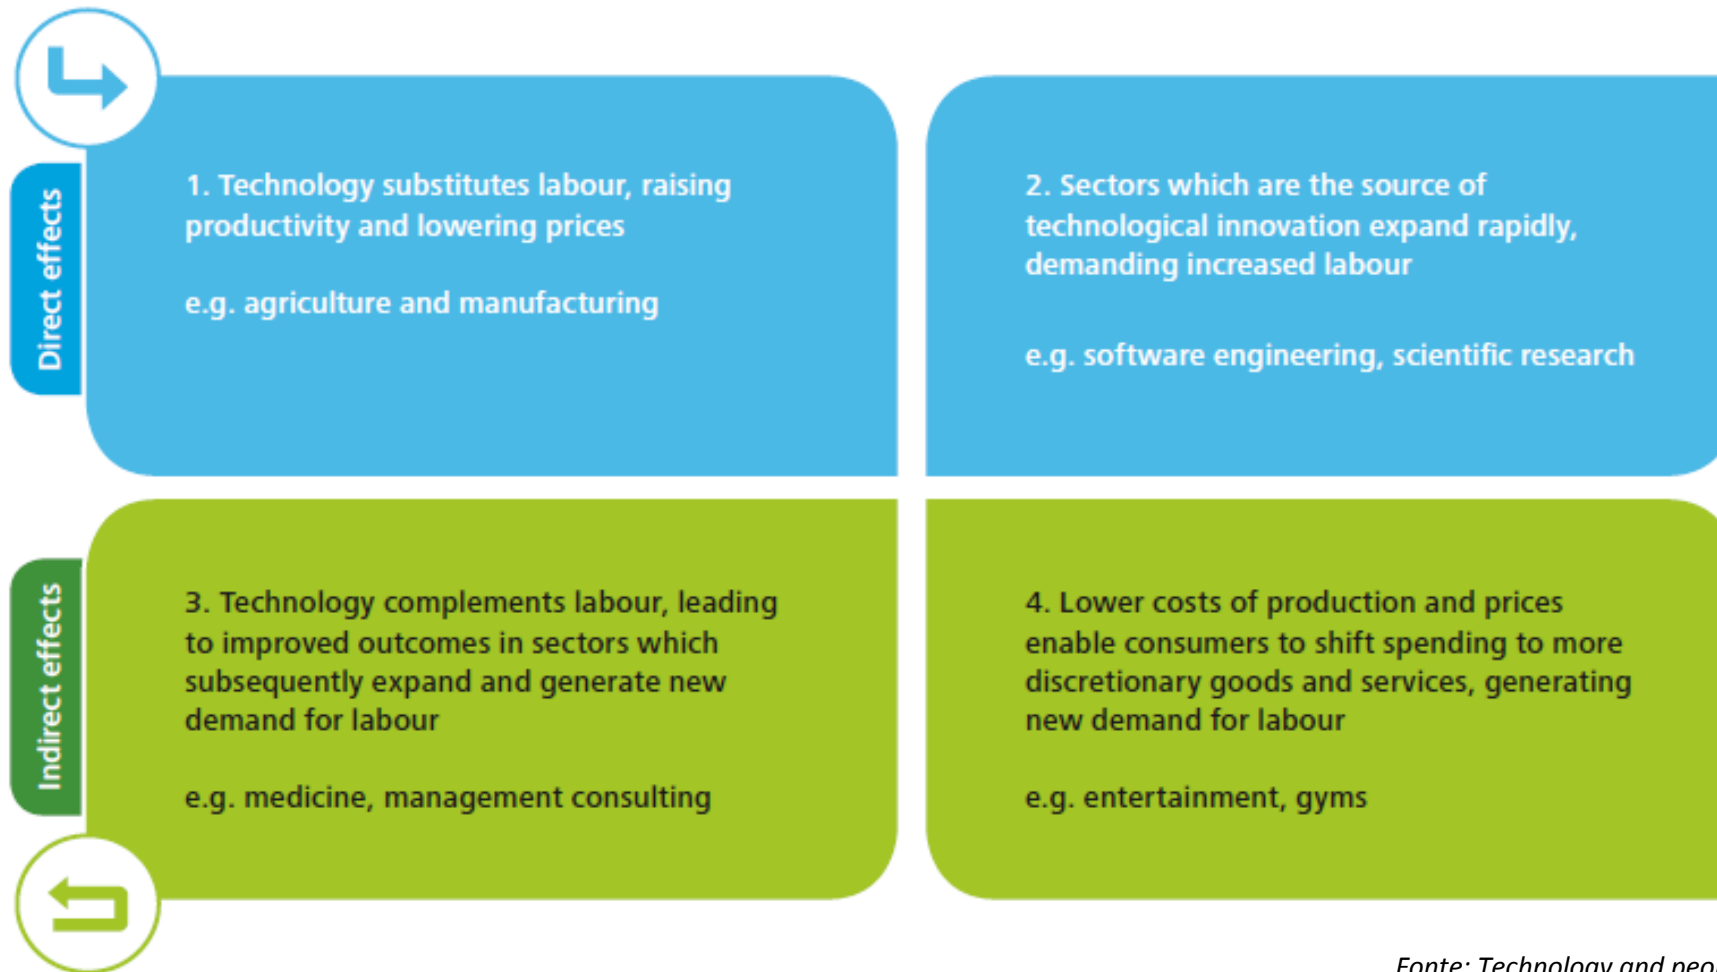 Direct effects
1. Technology substitutes labour, raising
productivity and lowering prices
e.g. agriculture and manufacturing
2. Sectors which are the source of
technological innovation expand rapidly,
demanding increased labour
e.g. software engineering, scientific research
Indirect effects
3. Technology complements labour, leading
to improved outcomes in sectors which
subsequently expand and generate new
demand for labour
e.g. medicine, management consulting
4. Lower costs of production and prices
enable consumers to shift spending to more
discretionary goods and services, generating
new demand for labour
e.g. entertainment, gyms
Fonte: Technology and